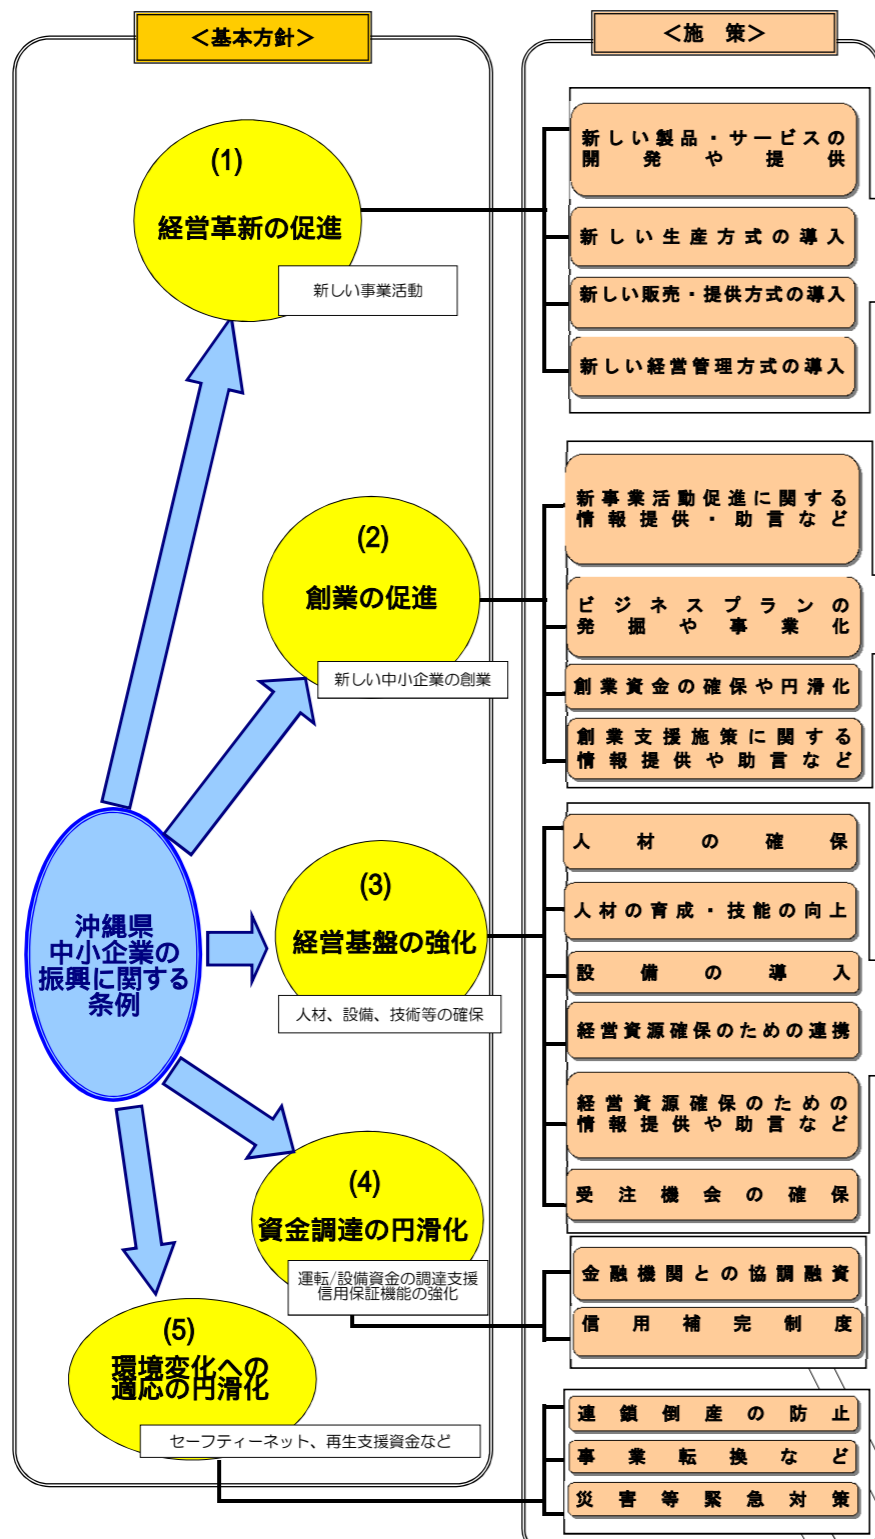 ＜基本方針＞
＜施　策＞
(1)
経営革新の促進
新しい事業活動
新しい製品・サービスの
開発や提供
新しい生産方式の導入
新しい販売・提供方式の導入
新しい経営管理方式の導入
(2)
創業の促進
新しい中小企業の創業
新事業活動促進に関する
情報提供・助言など
ビジネスプランの
発掘や事業化
創業資金の確保や円滑化
創業支援施策に関する
情報提供や助言など
沖縄県
中小企業の
振興に関する
条例
(3)
経営基盤の強化
人材、設備、技術等の確保
人材の確保
人材の育成・技能の向上
設備の導入
経営資源確保のための連携
経営資源確保のための
情報提供や助言など
受注機会の確保
(4)
資金調達の円滑化
運転/設備資金の調達支援
信用保証機能の強化
金融機関との協調融資
信用補完制度
(5)
環境変化への
適応の円滑化
セーフティーネット、再生支援資金など
連鎖倒産の防止
事業転換など
災害等緊急対策